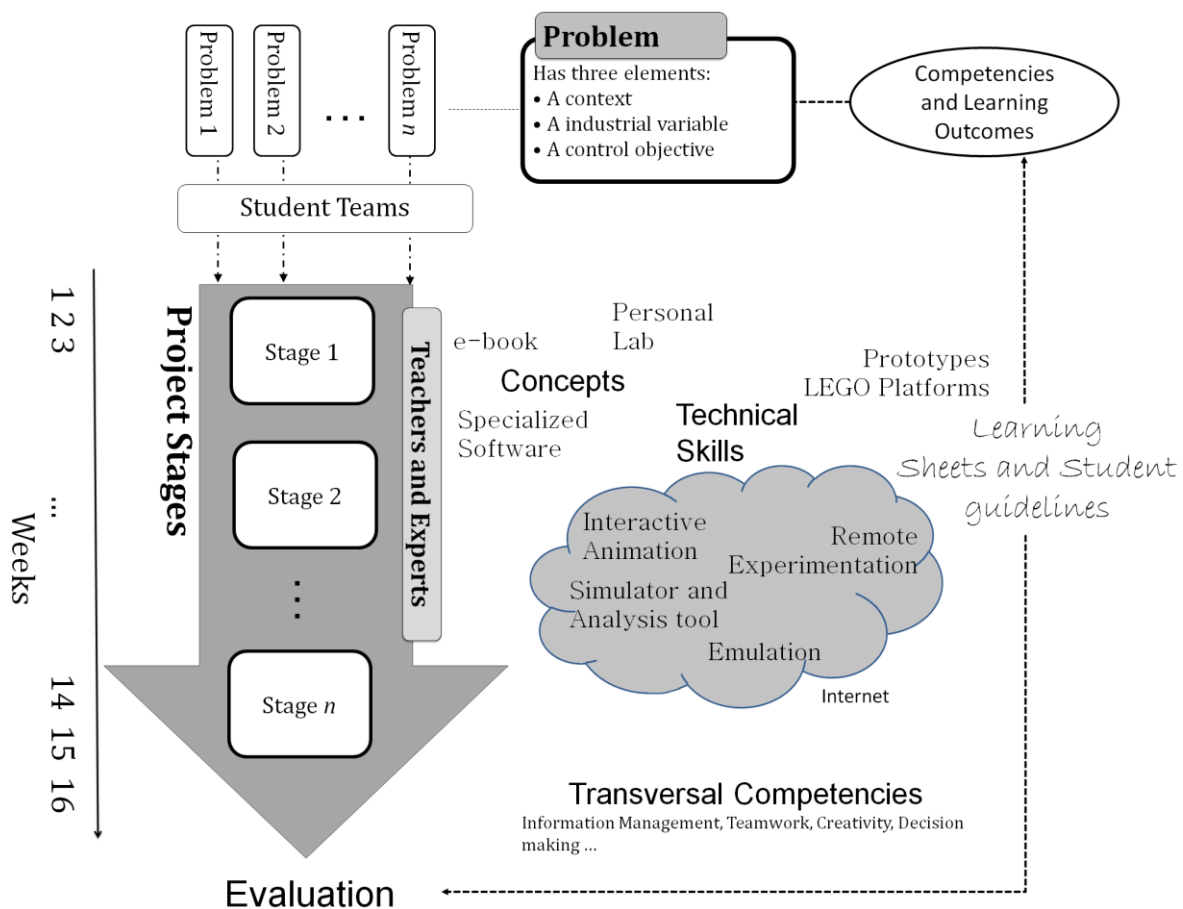 Problem 1
Problem 2
...
Problem n
Problem
Has three elements:
• A context
• A industrial variable
• A control objective
Competencies
and Learning
Outcomes
Student Teams
1 2 3
...
14 15 16
Weeks
Project Stages
Stage 1
Stage 2
...
Stage n
Teachers and Experts
e-book
Personal
Lab
Concepts
Specialized
Software
Technical
Skills
Prototypes
LEGO Platforms
Learning
Sheets and Student
guidelines
Interactive
Animation
Remote
Experimentation
Simulator and
Analysis tool
Emulation
Internet
Transversal Competencies
Information Management, Teamwork, Creativity, Decision
making ...
Evaluation